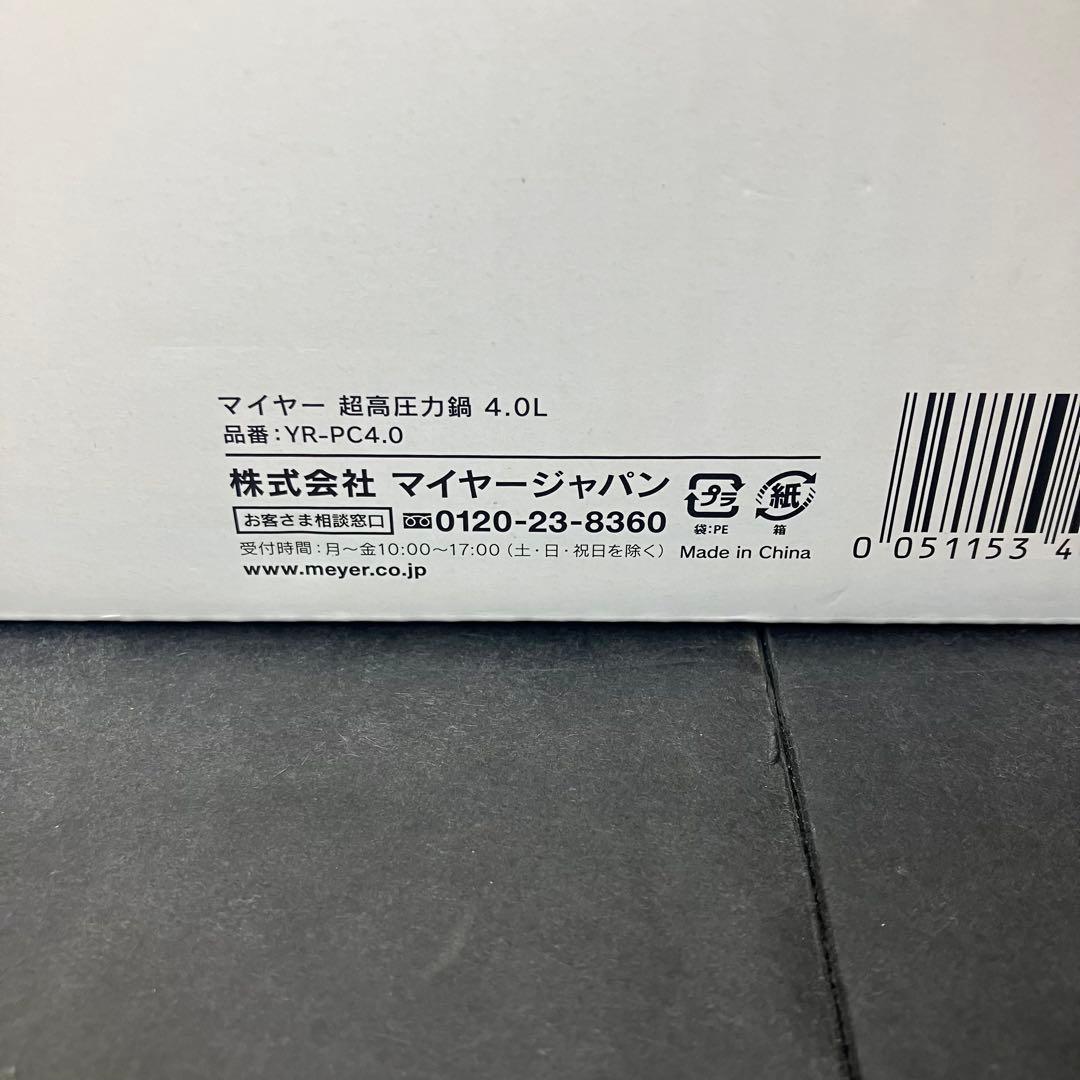 マイヤー 超高圧力鍋 4.0L
品番:YR-PC4.0
株式会社 マイヤージャパン
プラ
紙
お客さま相談窓口 0120-23-8360
袋:PE
箱
受付時間:月～金10:00～17:00(土・日・祝日を除く)
Made in China
www.meyer.co.jp
0 051153 4